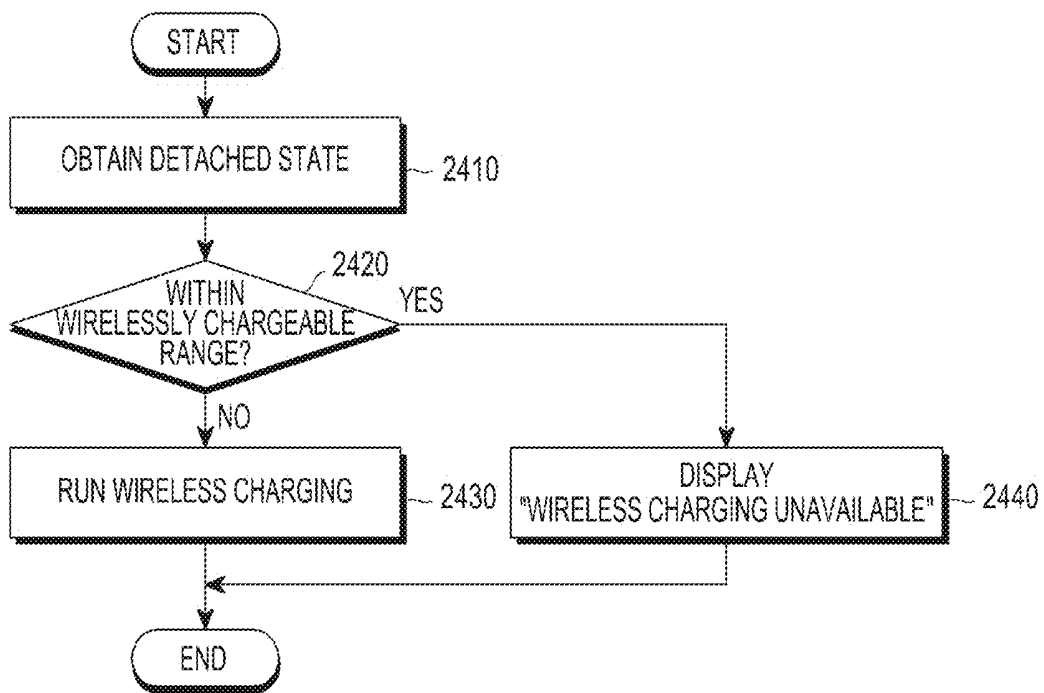 START
OBTAIN DETACHED STATE
2410
2420
WITHIN
WIRELESSLY CHARGEABLE
RANGE?
YES
NO
RUN WIRELESS CHARGING
2430
DISPLAY
"WIRELESS CHARGING UNAVAILABLE"
2440
END